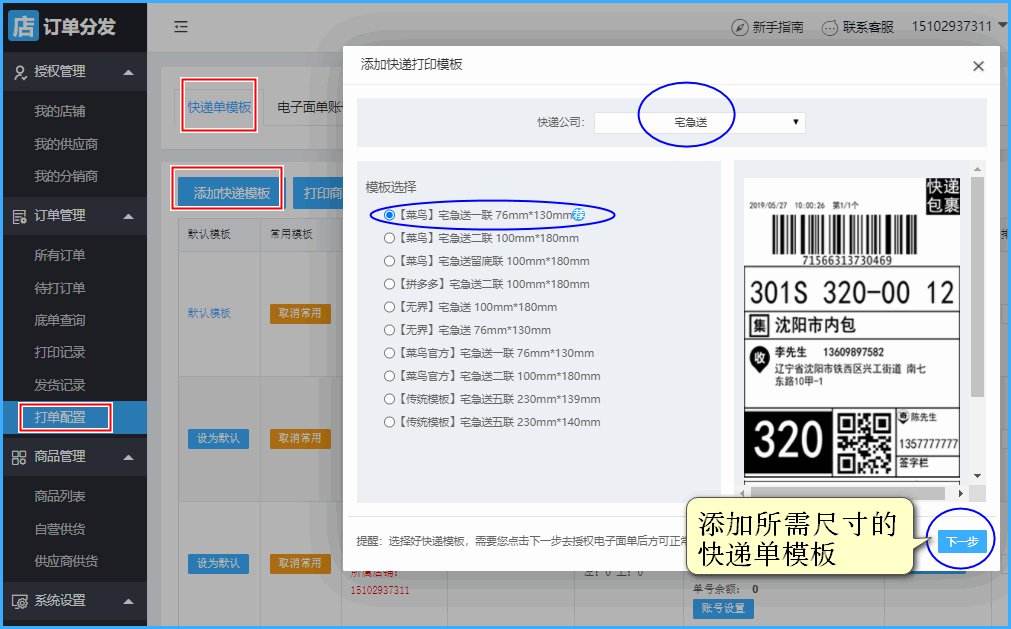 店 订单分发
新手指南
联系客服
15102937311
授权管理
我的店铺
我的供应商
我的分销商
订单管理
所有订单
待打订单
底单查询
打印记录
发货记录
打单配置
商品管理
商品列表
自营供货
供应商供货
系统设置
快递单模板
电子面单账
添加快递模板
打印商
默认模板
常用模板
默认模板
取消常用
设为默认
取消常用
设为默认
取消常用
15102937311
单号余额： 0
账号设置
添加快递打印模板
快递公司：
宅急送
模板选择
【菜鸟】宅急送一联 76mm*130mm荐
【菜鸟】宅急送二联 100mm*180mm
【菜鸟】宅急送留底联 100mm*180mm
【拼多多】宅急送二联 100mm*180mm
【无界】宅急送 100mm*180mm
【无界】宅急送 76mm*130mm
【菜鸟官方】宅急送一联 76mm*130mm
【菜鸟官方】宅急送二联 100mm*180mm
【传统模板】宅急送五联 230mm*139mm
【传统模板】宅急送五联 230mm*140mm
快递
包裹
2019/05/27 10:00:26 第1/1个
71566313730469
301S 320-00 12
集 沈阳市内包
收
李先生 13609897582
辽宁省沈阳市铁西区兴工街道 南七
东路10甲-1
320
陈先生
1357777777
签字栏
提醒：选择好快递模板，需要您点击下一步去授权电子面单后方可正常
下一步
添加所需尺寸的
快递单模板